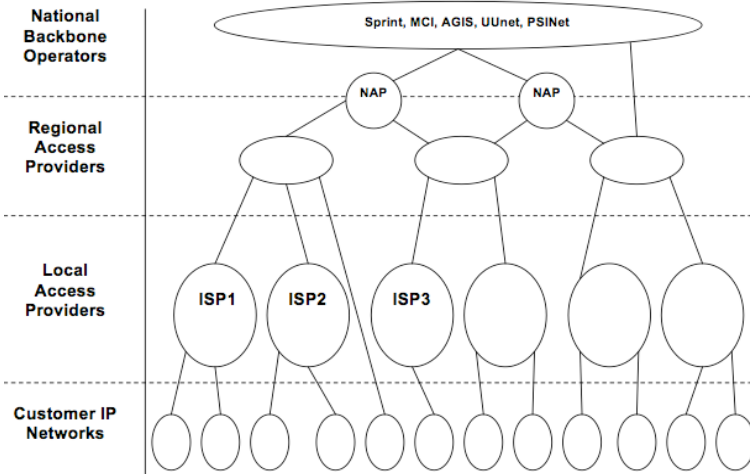 National
Backbone
Operators
Sprint, MCI, AGIS, UUnet, PSINet
NAP
NAP
Regional
Access
Providers
Local
Access
Providers
ISP1
ISP2
ISP3
Customer IP
Networks